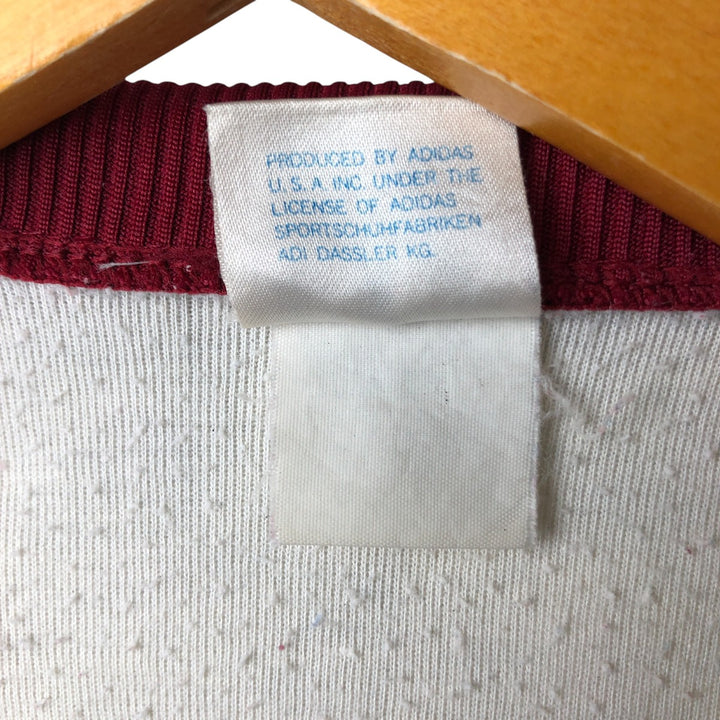 PRODUCED BY ADIDAS
U.S.A INC. UNDER THE
LICENSE OF ADIDAS
SPORTSCHUHFABRIKEN
ADI DASSLER KG.